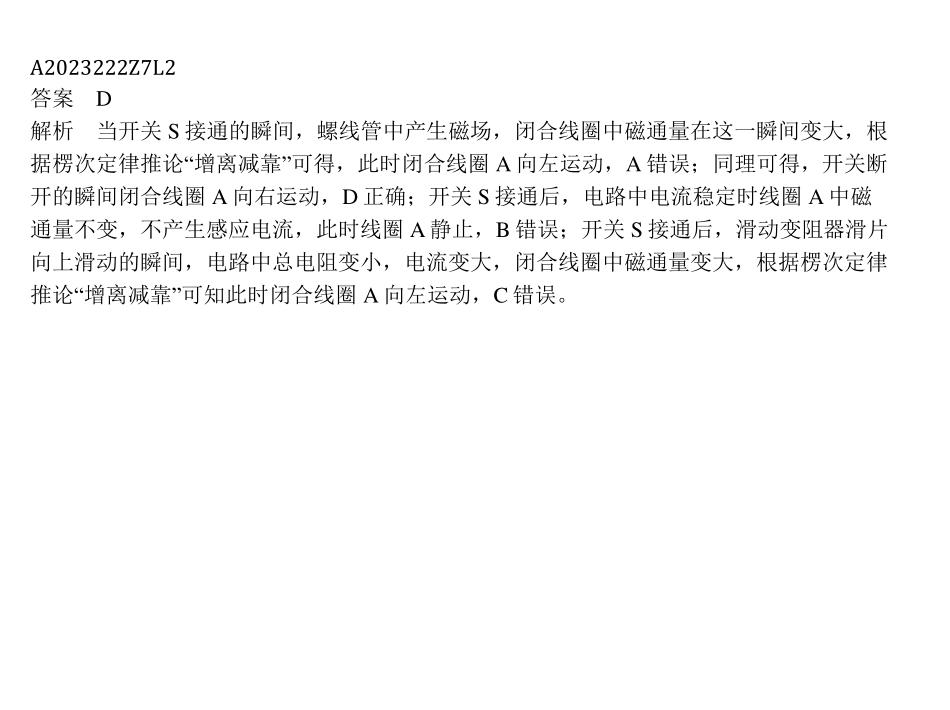 A2023222Z7L2
答案　D
解析　当开关 S 接通的瞬间，螺线管中产生磁场，闭合线圈中磁通量在这一瞬间变大，根
据楞次定律推论“增离减靠”可得，此时闭合线圈 A 向左运动，A 错误；同理可得，开关断
开的瞬间闭合线圈 A 向右运动，D 正确；开关 S 接通后，电路中电流稳定时线圈 A 中磁
通量不变，不产生感应电流，此时线圈 A 静止，B 错误；开关 S 接通后，滑动变阻器滑片
向上滑动的瞬间，电路中总电阻变小，电流变大，闭合线圈中磁通量变大，根据楞次定律
推论“增离减靠”可知此时闭合线圈 A 向左运动，C 错误。